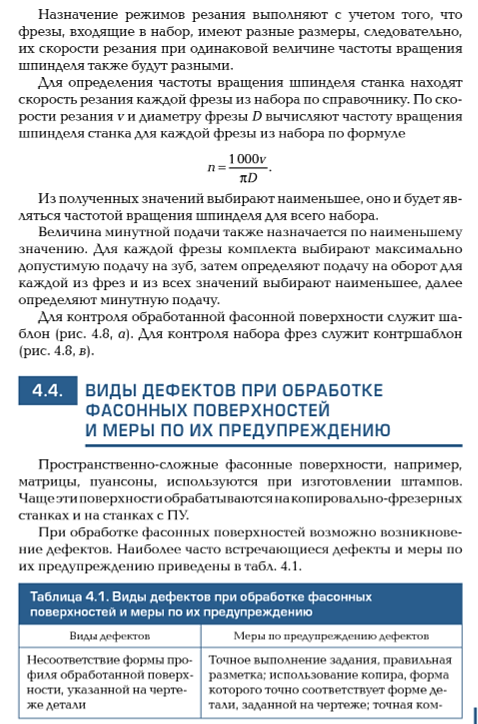 Назначение режимов резания выполняют с учетом того, что
фрезы, входящие в набор, имеют разные размеры, следовательно,
их скорости резания при одинаковой величине частоты вращения
шпинделя также будут разными.
Для определения частоты вращения шпинделя станка находят
скорость резания каждой фрезы из набора по справочнику. По ско-
рости резания v и диаметру фрезы D вычисляют частоту вращения
шпинделя станка для каждой фрезы из набора по формуле
n = 1000v / πD.
Из полученных значений выбирают наименьшее, оно и будет яв-
ляться частотой вращения шпинделя для всего набора.
Величина минутной подачи также назначается по наименьшему
значению. Для каждой фрезы комплекта выбирают максимально
допустимую подачу на зуб, затем определяют подачу на оборот для
каждой из фрез и из всех значений выбирают наименьшее, далее
определяют минутную подачу.
Для контроля обработанной фасонной поверхности служит ша-
блон (рис. 4.8, а). Для контроля набора фрез служит контршаблон
(рис. 4.8, в).
4.4. ВИДЫ ДЕФЕКТОВ ПРИ ОБРАБОТКЕ
ФАСОННЫХ ПОВЕРХНОСТЕЙ
И МЕРЫ ПО ИХ ПРЕДУПРЕЖДЕНИЮ
Пространственно-сложные фасонные поверхности, например,
матрицы, пуансоны, используются при изготовлении штампов.
Чаще эти поверхности обрабатываются на копировально-фрезерных
станках и на станках с ПУ.
При обработке фасонных поверхностей возможно возникнове-
ние дефектов. Наиболее часто встречающиеся дефекты и меры по
их предупреждению приведены в табл. 4.1.
Таблица 4.1. Виды дефектов при обработке фасонных
поверхностей и меры по их предупреждению
Виды дефектов
Меры по предупреждению дефектов
Несоответствие формы про-
филя обработанной поверх-
ности, указанной на черте-
же детали
Точное выполнение задания, правильная
разметка; использование копира, форма
которого точно соответствует форме де-
тали, заданной на чертеже; точная ком-